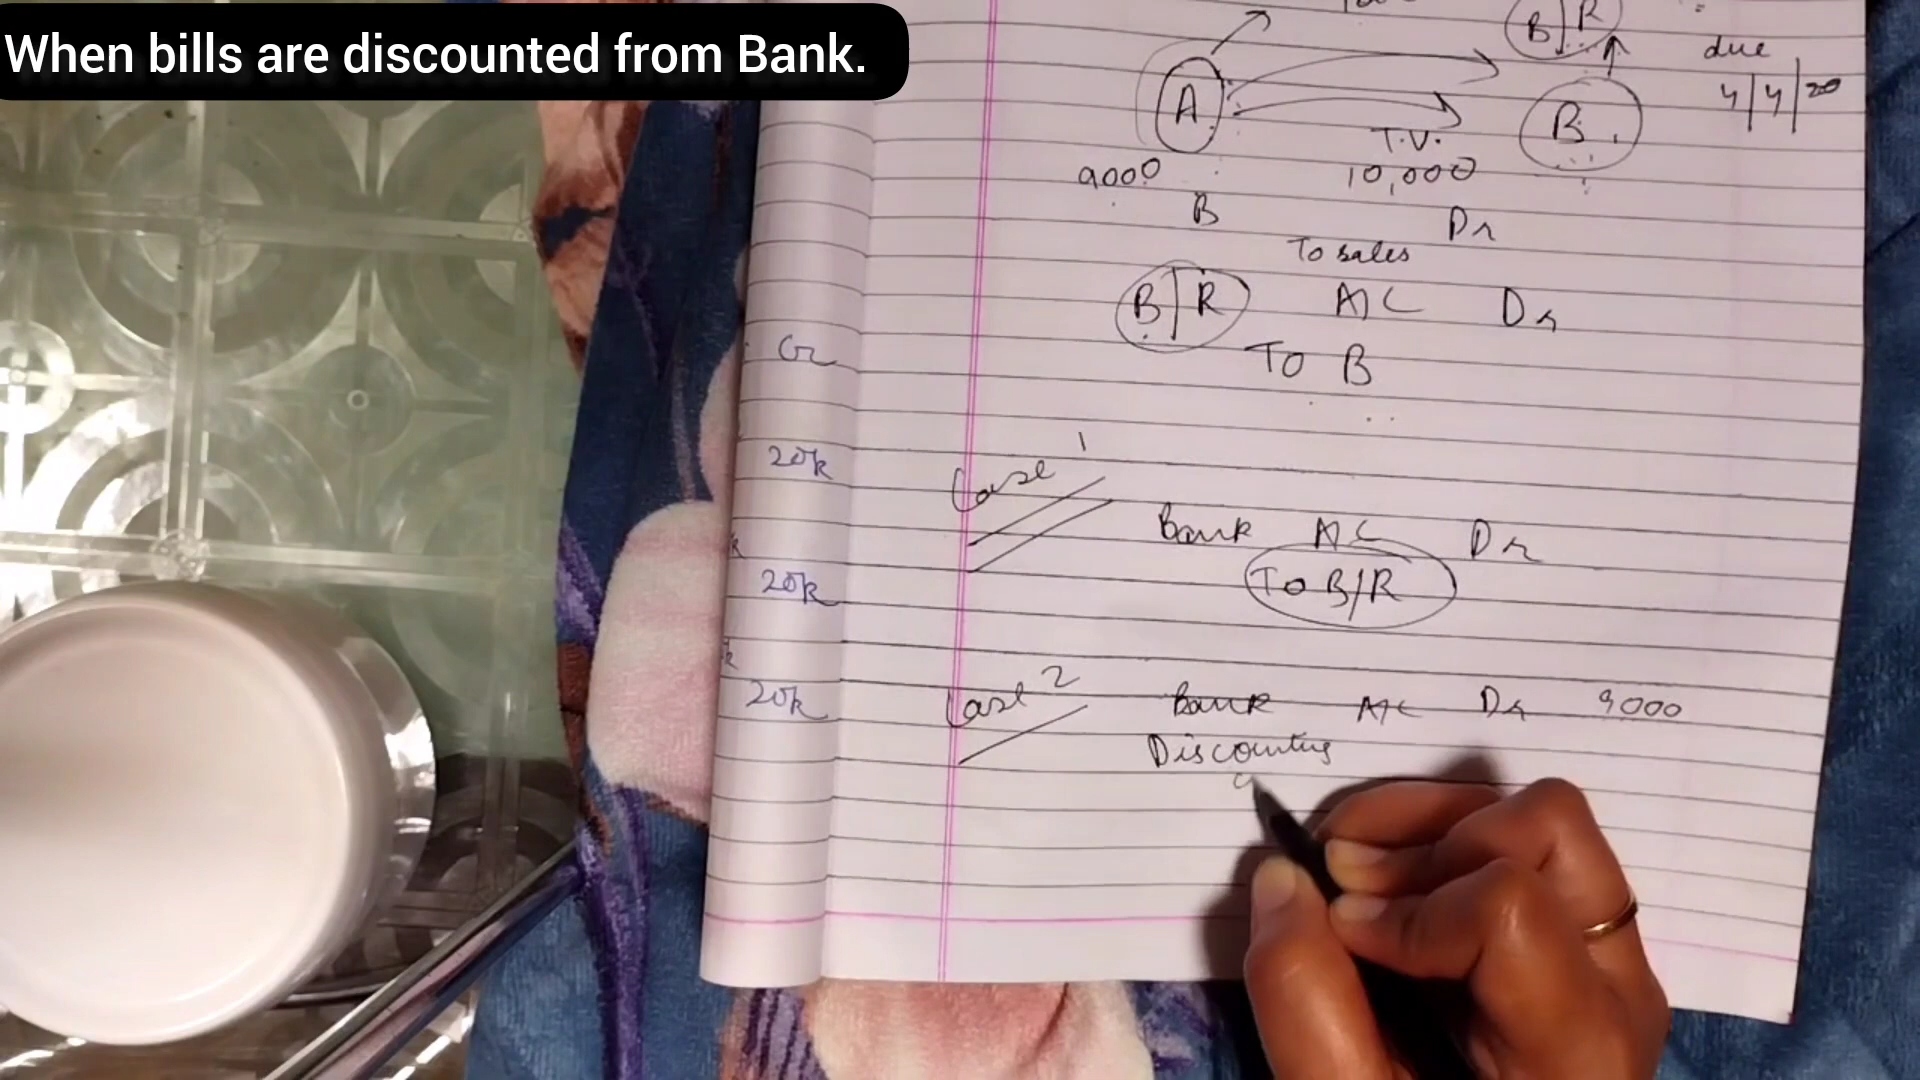 When bills are discounted from Bank.
B/R
due
A
B
4/4/20
T.V.
9000
10,000
B Dr
To sales
B/R A/C Dr
To B
Cr
20k
Case 1
Bank A/C Dr
To B/R
20k
Case 2 Bank A/C Dr 9000
20k
Discounting